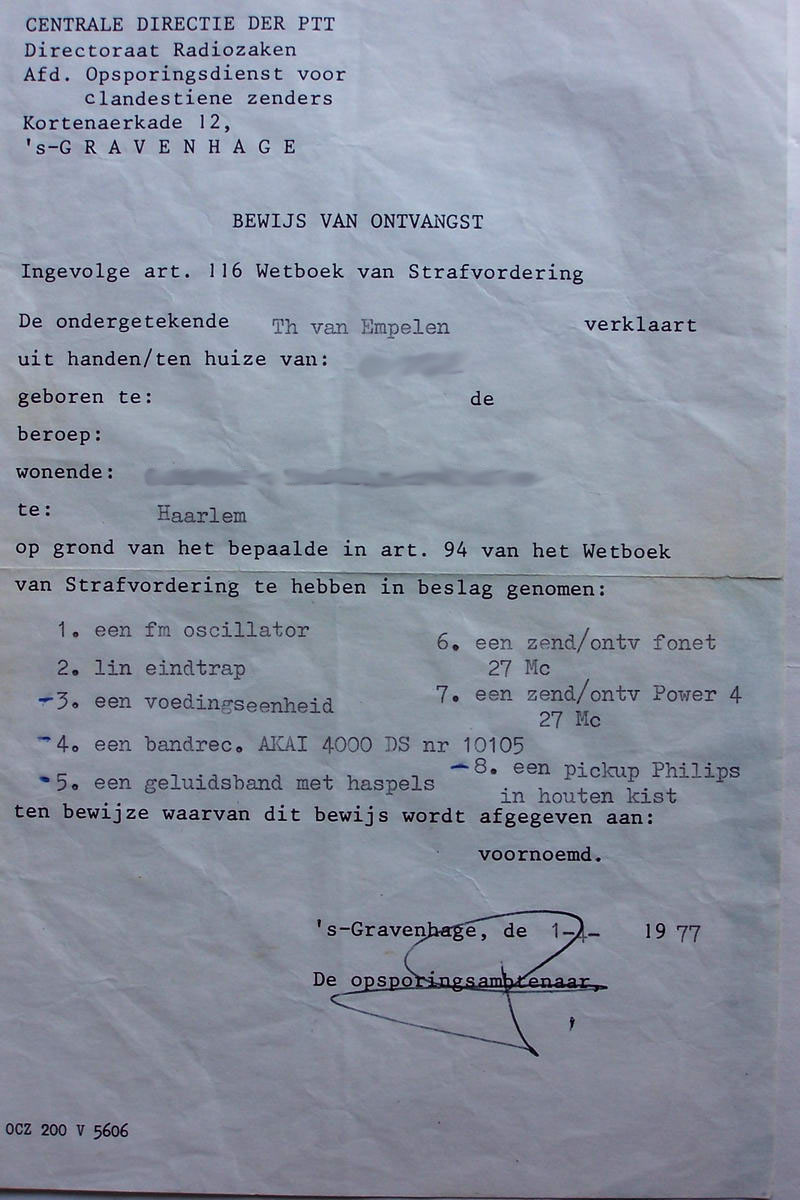 CENTRALE DIRECTIE DER PTT
Directoraat Radiozaken
Afd. Opsporingsdienst voor
clandestiene zenders
Kortenaerkade 12,
's-G R A V E N H A G E
BEWIJS VAN ONTVANGST
Ingevolge art. 116 Wetboek van Strafvordering
De ondergetekende Th van Empelen verklaart
uit handen/ten huize van:
geboren te: de
beroep:
wonende:
te: Haarlem
op grond van het bepaalde in art. 94 van het Wetboek
van Strafvordering te hebben in beslag genomen:
1. een fm oscillator
2. lin eindtrap
3. een voedingseenheid
4. een bandrec. AKAI 4000 DS nr 10105
5. een geluidsband met haspels
6. een zend/ontv fonet
27 Mc
7. een zend/ontv Power 4
27 Mc
8. een pickup Philips
in houten kist
ten bewijze waarvan dit bewijs wordt afgegeven aan:
voornoemd.
's-Gravenhage, de 1-4- 1977
De opsporingsambtenaar,
OCZ 200 V 5606